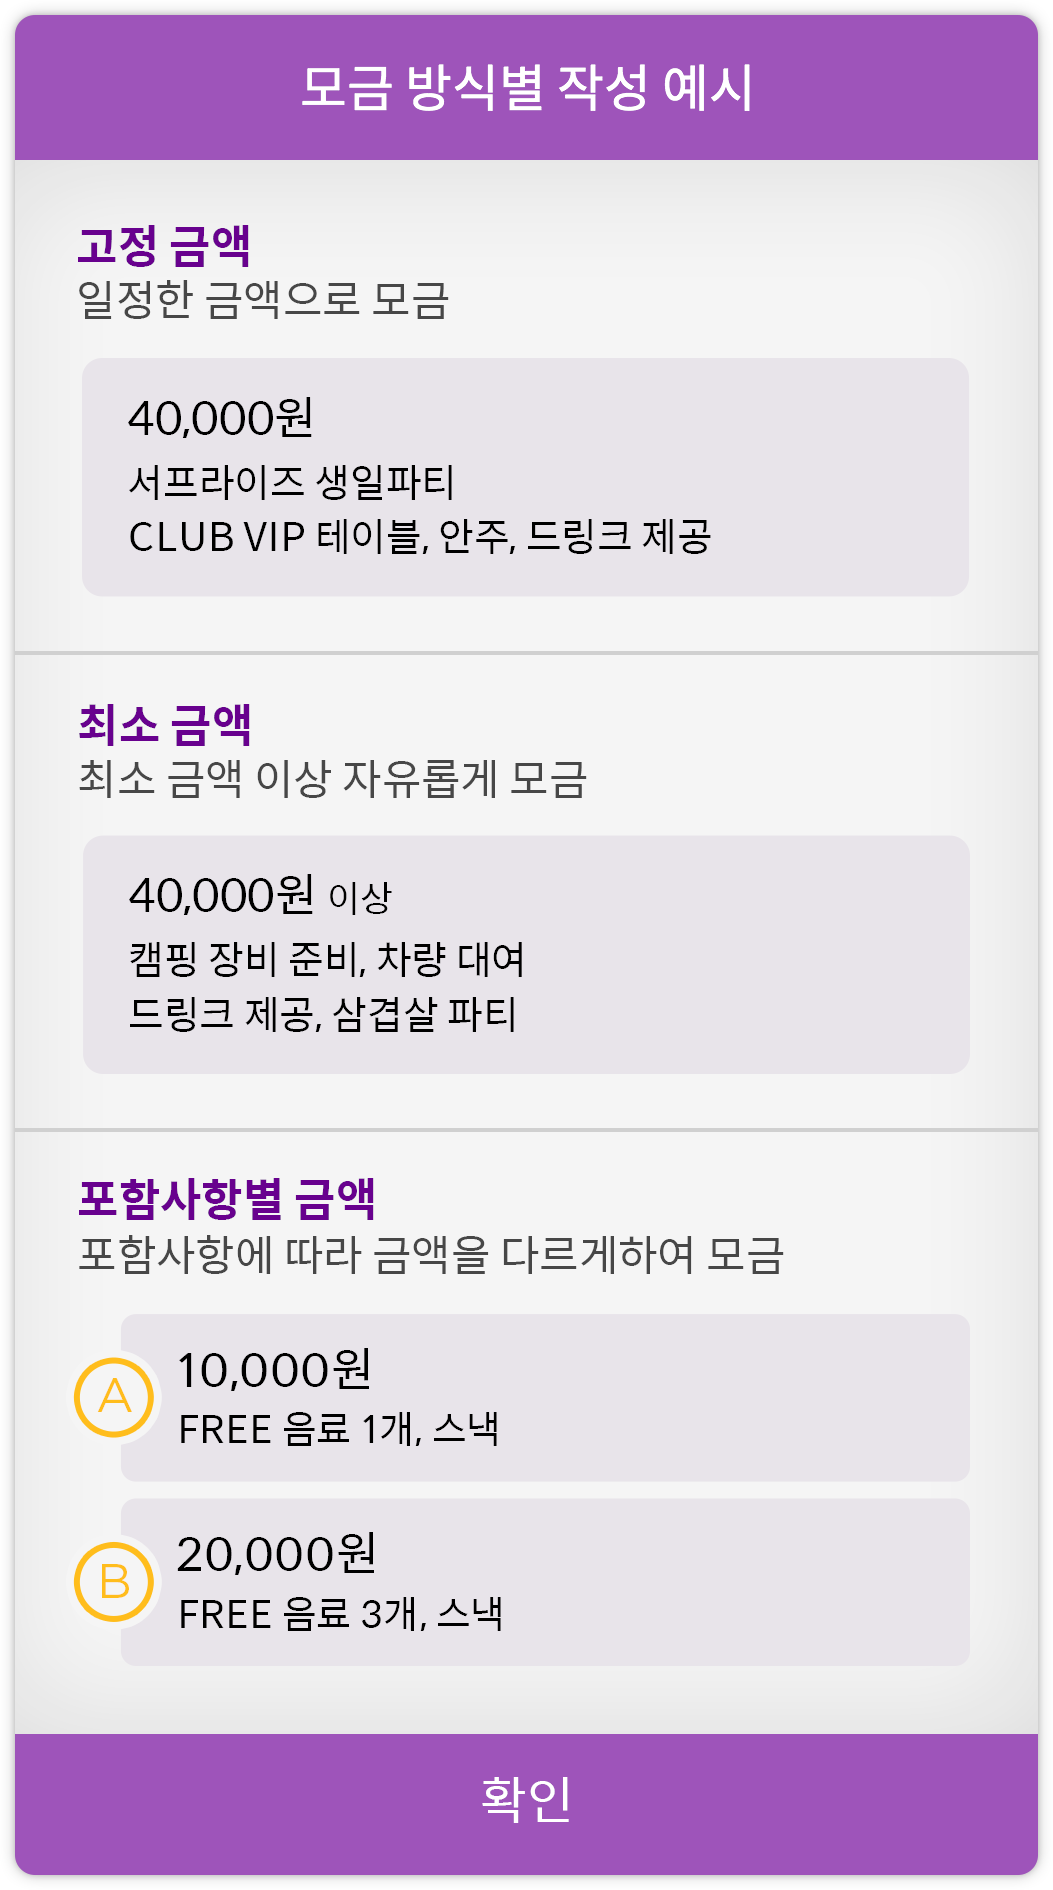 모금 방식별 작성 예시
고정 금액
일정한 금액으로 모금
40,000원
서프라이즈 생일파티
CLUB VIP 테이블, 안주, 드링크 제공
최소 금액
최소 금액 이상 자유롭게 모금
40,000원 이상
캠핑 장비 준비, 차량 대여
드링크 제공, 삼겹살 파티
포함사항별 금액
포함사항에 따라 금액을 다르게하여 모금
A
10,000원
FREE 음료 1개, 스낵
B
20,000원
FREE 음료 3개, 스낵
확인